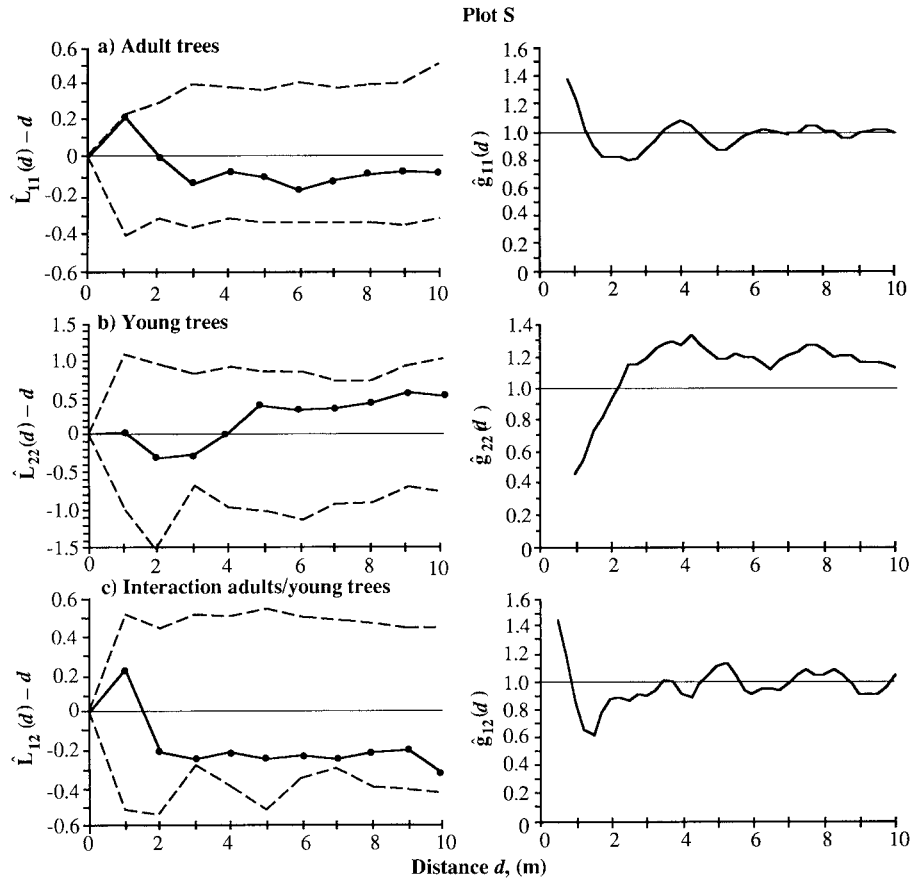 Plot S
a) Adult trees
L̂11(d) – d
0.6
0.4
0.2
0
-0.2
-0.4
-0.6
0 2 4 6 8 10
ĝ11(d)
1.6
1.4
1.2
1.0
0.8
0.6
0.4
0.2
0
0 2 4 6 8 10
b) Young trees
L̂22(d) – d
1.5
1.0
0.5
0
-0.5
-1.0
-1.5
0 2 4 6 8 10
ĝ22(d)
1.4
1.2
1.0
0.8
0.6
0.4
0.2
0
0 2 4 6 8 10
c) Interaction adults/young trees
L̂12(d) – d
0.6
0.4
0.2
0
-0.2
-0.4
-0.6
0 2 4 6 8 10
ĝ12(d)
1.6
1.4
1.2
1.0
0.8
0.6
0.4
0.2
0
0 2 4 6 8 10
Distance d, (m)